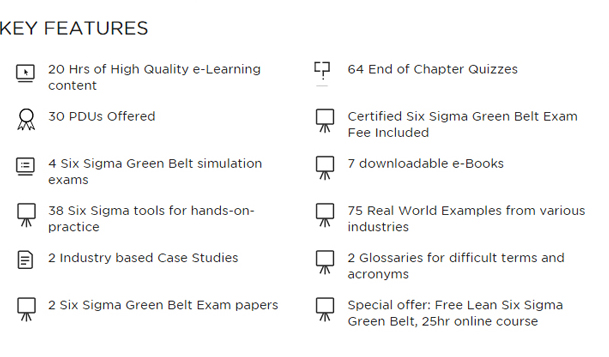 KEY FEATURES
20 Hrs of High Quality e-Learning
content
30 PDUs Offered
4 Six Sigma Green Belt simulation
exams
38 Six Sigma tools for hands-on-
practice
2 Industry based Case Studies
2 Six Sigma Green Belt Exam papers
64 End of Chapter Quizzes
Certified Six Sigma Green Belt Exam
Fee Included
7 downloadable e-Books
75 Real World Examples from various
industries
2 Glossaries for difficult terms and
acronyms
Special offer: Free Lean Six Sigma
Green Belt, 25hr online course